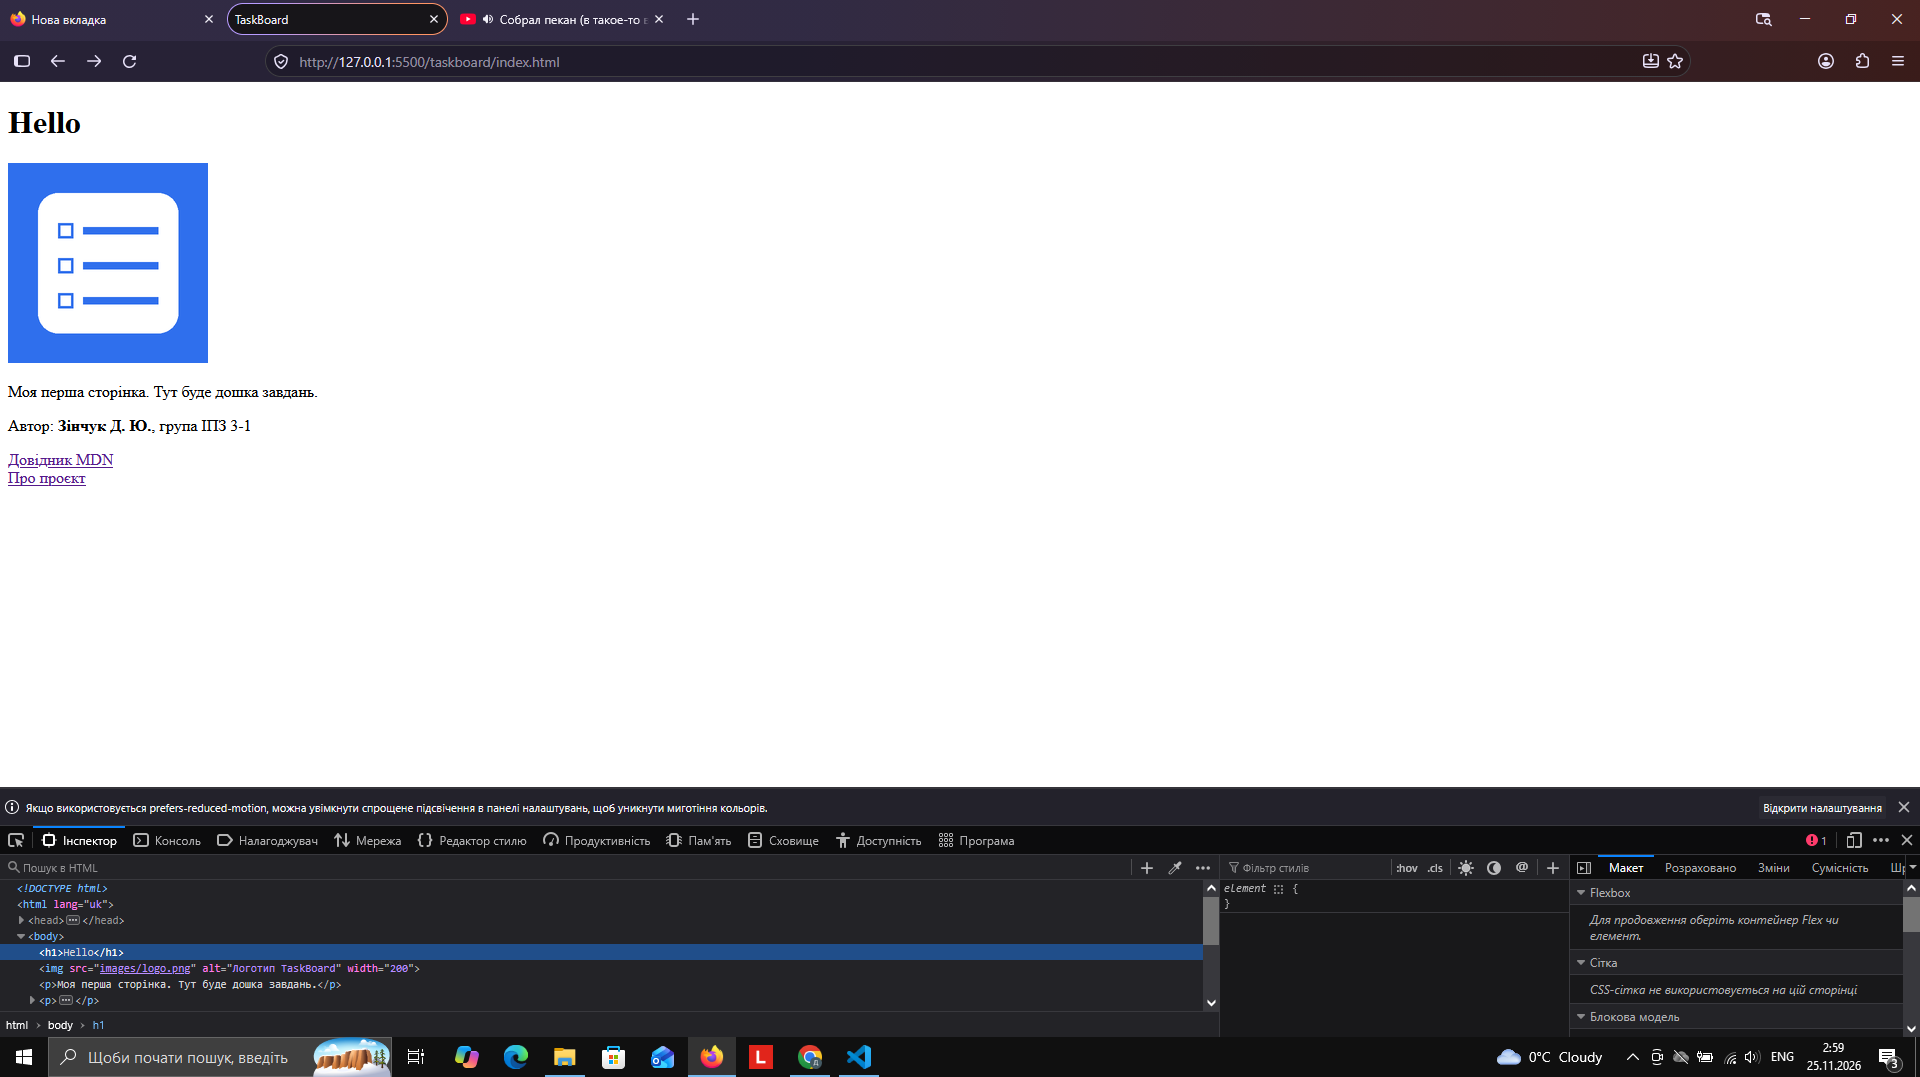 Нова вкладка
TaskBoard
Собрал пекан (в такое-то в
http://127.0.0.1:5500/taskboard/index.html
Hello
Моя перша сторінка. Тут буде дошка завдань.
Автор: Зінчук Д. Ю., група ІПЗ 3-1
Довідник MDN
Про проєкт
Якщо використовується prefers-reduced-motion, можна увімкнути спрощене підсвічення в панелі налаштувань, щоб уникнути миготіння кольорів.
Відкрити налаштування
Інспектор Консоль Налагоджувач Мережа Редактор стилю Продуктивність Пам'ять Сховище Доступність Програма 1
Пошук в HTML
Фільтр стилів :hov .cls @
Макет Розраховано Зміни Сумісність Шр
<!DOCTYPE html>
<html lang="uk">
<head> </head>
<body>
<h1>Hello</h1>
<img src="images/logo.png" alt="Логотип TaskBoard" width="200">
<p>Моя перша сторінка. Тут буде дошка завдань.</p>
<p> </p>
html body h1
element {
}
Flexbox
Для продовження оберіть контейнер Flex чи
елемент.
Сітка
CSS-сітка не використовується на цій сторінці
Блокова модель
Щоби почати пошук, введіть
L
0°C Cloudy
ENG
2:59
25.11.2026
3